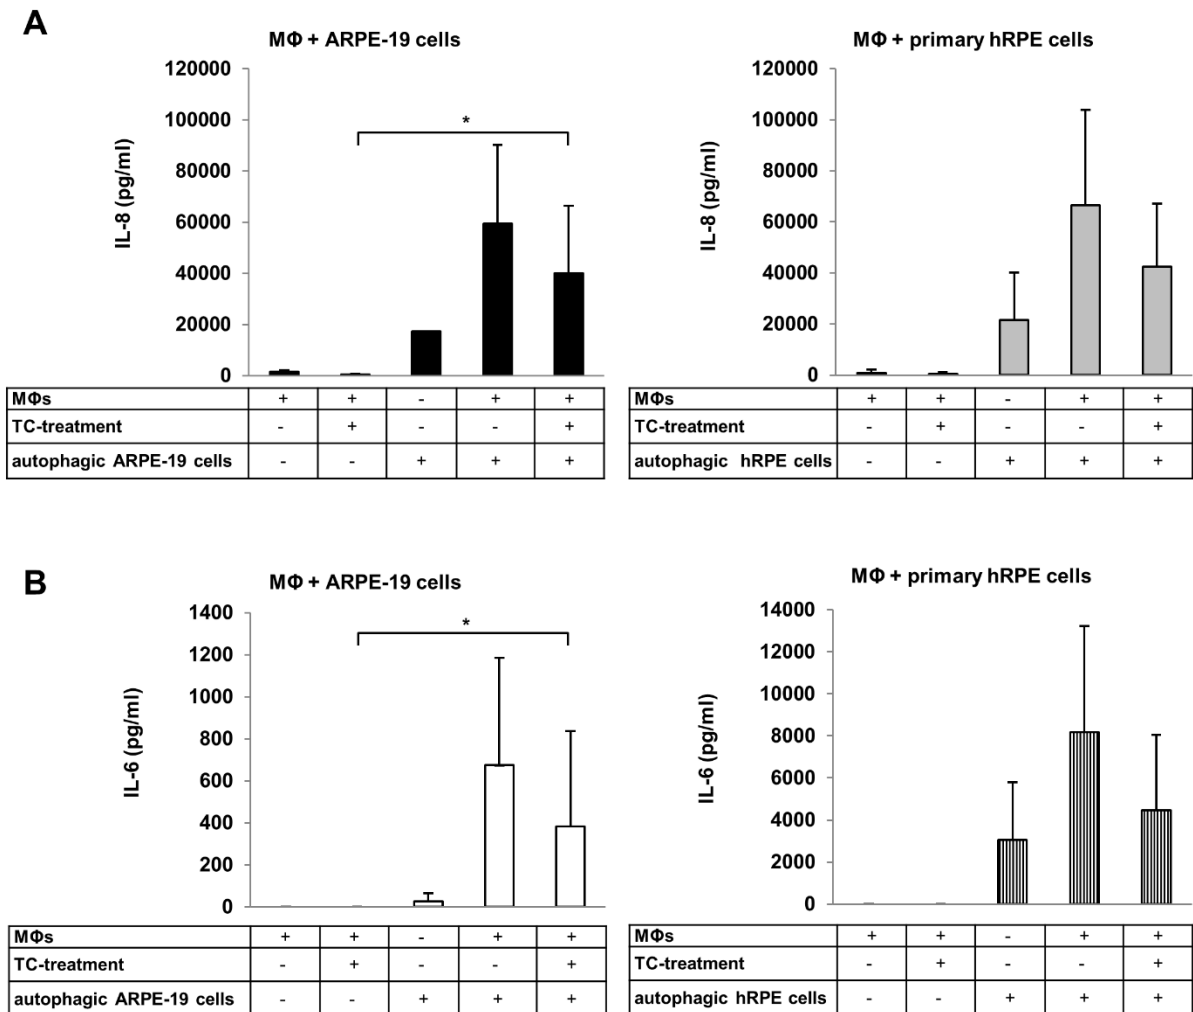 A
MΦ + ARPE-19 cells
IL-8 (pg/ml)
120000
100000
80000
60000
40000
20000
0
*
MΦs + + - + +
TC-treatment - + - - +
autophagic ARPE-19 cells - - + + +
MΦ + primary hRPE cells
IL-8 (pg/ml)
120000
100000
80000
60000
40000
20000
0
MΦs + + - + +
TC-treatment - + - - +
autophagic hRPE cells - - + + +
B
MΦ + ARPE-19 cells
IL-6 (pg/ml)
1400
1200
1000
800
600
400
200
0
*
MΦs + + - + +
TC-treatment - + - - +
autophagic ARPE-19 cells - - + + +
MΦ + primary hRPE cells
IL-6 (pg/ml)
14000
12000
10000
8000
6000
4000
2000
0
MΦs + + - + +
TC-treatment - + - - +
autophagic hRPE cells - - + + +